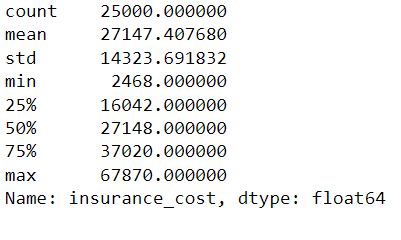 count    25000.000000
mean     27147.407680
std      14323.691832
min       2468.000000
25%      16042.000000
50%      27148.000000
75%      37020.000000
max      67870.000000
Name: insurance_cost, dtype: float64